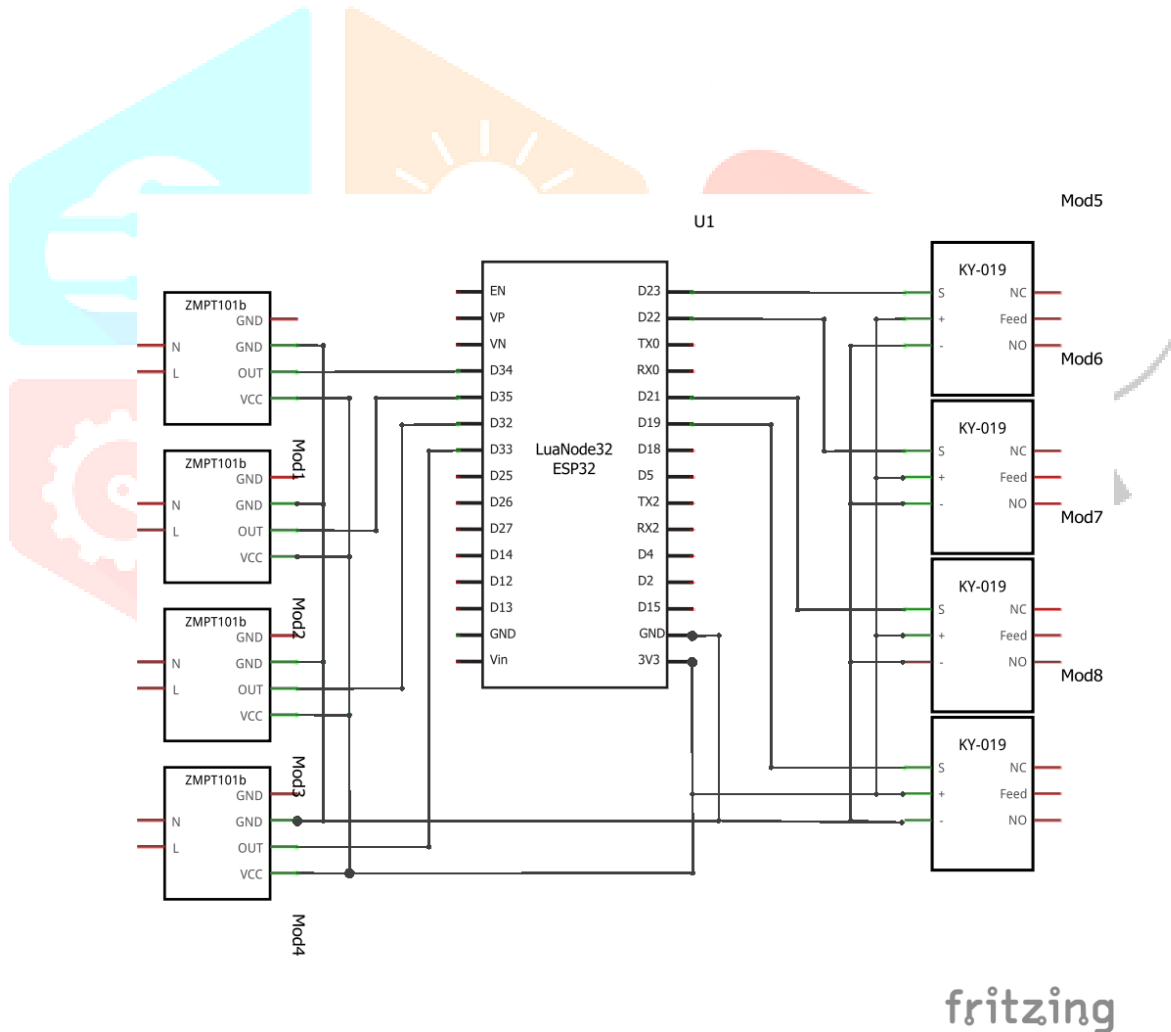 U1
ZMPT101b
GND
N
GND
L
OUT
VCC
Mod1
ZMPT101b
GND
N
GND
L
OUT
VCC
Mod2
ZMPT101b
GND
N
GND
L
OUT
VCC
Mod3
ZMPT101b
GND
N
GND
L
OUT
VCC
Mod4
LuaNode32
ESP32
EN
VP
VN
D34
D35
D32
D33
D25
D26
D27
D14
D12
D13
GND
Vin
D23
D22
TX0
RX0
D21
D19
D18
D5
TX2
RX2
D4
D2
D15
GND
3V3
Mod5
KY-019
S
NC
+
Feed
-
NO
Mod6
KY-019
S
NC
+
Feed
-
NO
Mod7
KY-019
S
NC
+
Feed
-
NO
Mod8
KY-019
S
NC
+
Feed
-
NO
fritzing